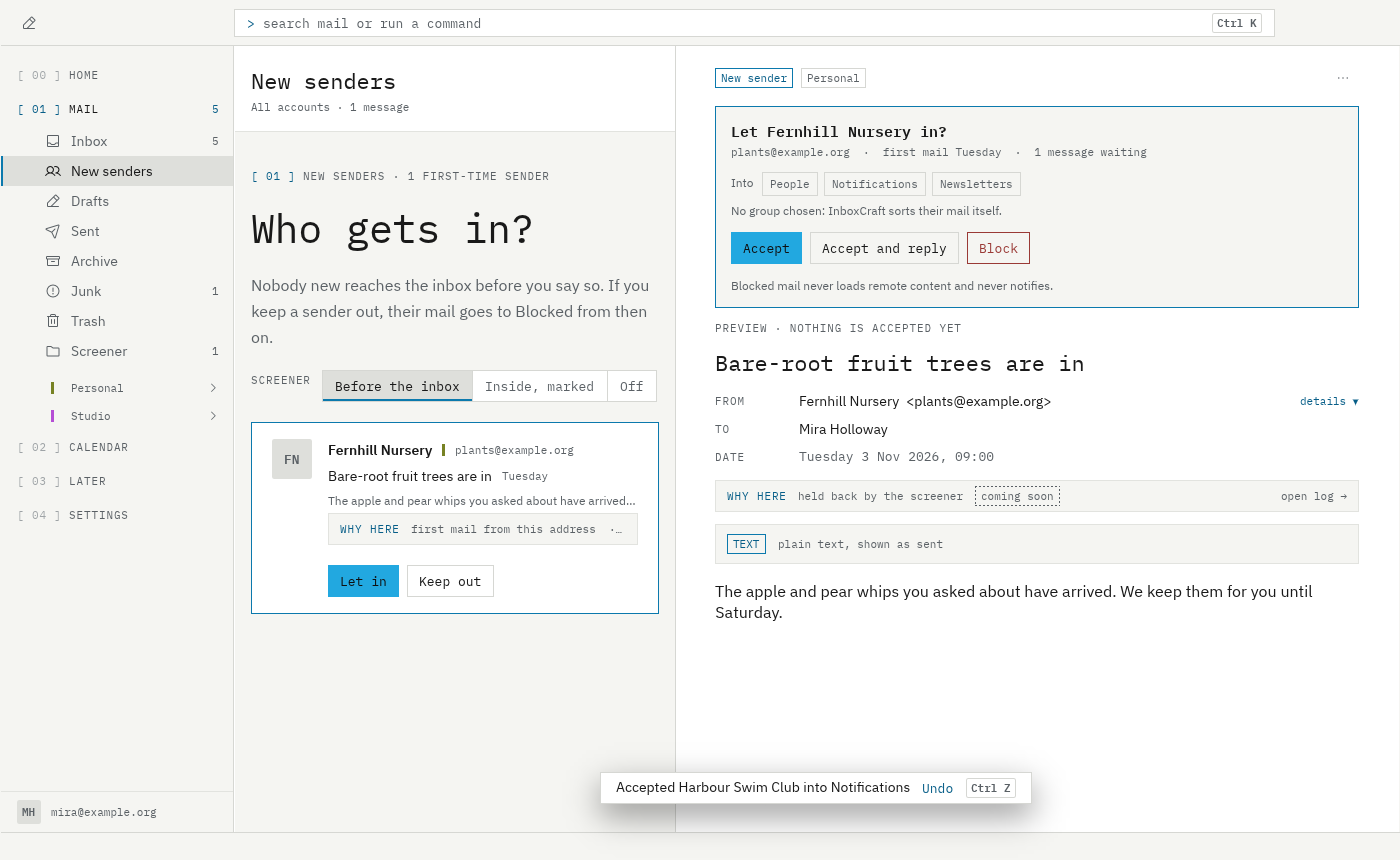 > search mail or run a command
Ctrl K
[ 00 ] HOME
[ 01 ] MAIL 5
Inbox 5
New senders
Drafts
Sent
Archive
Junk 1
Trash
Screener 1
Personal
Studio
[ 02 ] CALENDAR
[ 03 ] LATER
[ 04 ] SETTINGS
MH mira@example.org
New senders
All accounts · 1 message
[ 01 ] NEW SENDERS · 1 FIRST-TIME SENDER
Who gets in?
Nobody new reaches the inbox before you say so. If you
keep a sender out, their mail goes to Blocked from then
on.
SCREENER Before the inbox Inside, marked Off
FN
Fernhill Nursery plants@example.org
Bare-root fruit trees are in Tuesday
The apple and pear whips you asked about have arrived…
WHY HERE first mail from this address ·…
Let in Keep out
New sender Personal ···
Let Fernhill Nursery in?
plants@example.org · first mail Tuesday · 1 message waiting
Into People Notifications Newsletters
No group chosen: InboxCraft sorts their mail itself.
Accept Accept and reply Block
Blocked mail never loads remote content and never notifies.
PREVIEW · NOTHING IS ACCEPTED YET
Bare-root fruit trees are in
FROM Fernhill Nursery <plants@example.org> details ▾
TO Mira Holloway
DATE Tuesday 3 Nov 2026, 09:00
WHY HERE held back by the screener coming soon open log →
TEXT plain text, shown as sent
The apple and pear whips you asked about have arrived. We keep them for you until
Saturday.
Accepted Harbour Swim Club into Notifications Undo Ctrl Z